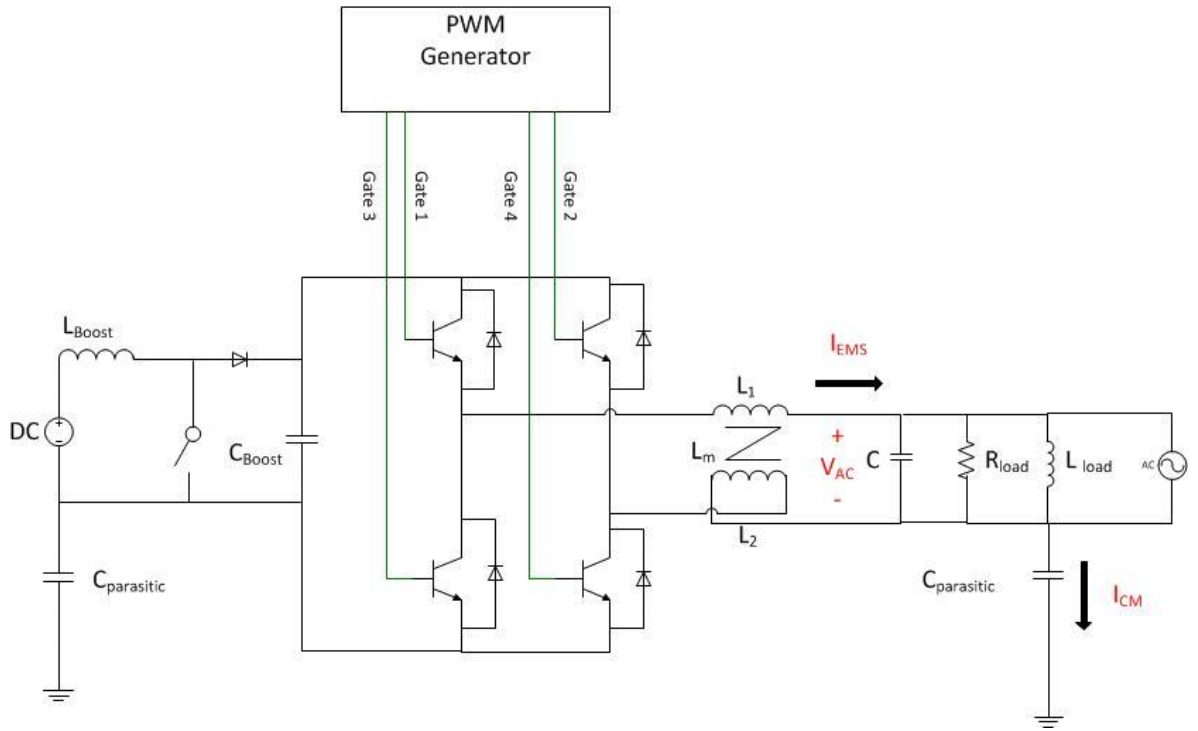 PWM
Generator
Gate 3
Gate 1
Gate 4
Gate 2
LBoost
DC
+
-
CBoost
Cparasitic
IEMS
L1
Lm
L2
+
VAC
-
C
Rload
L load
AC
Cparasitic
ICM